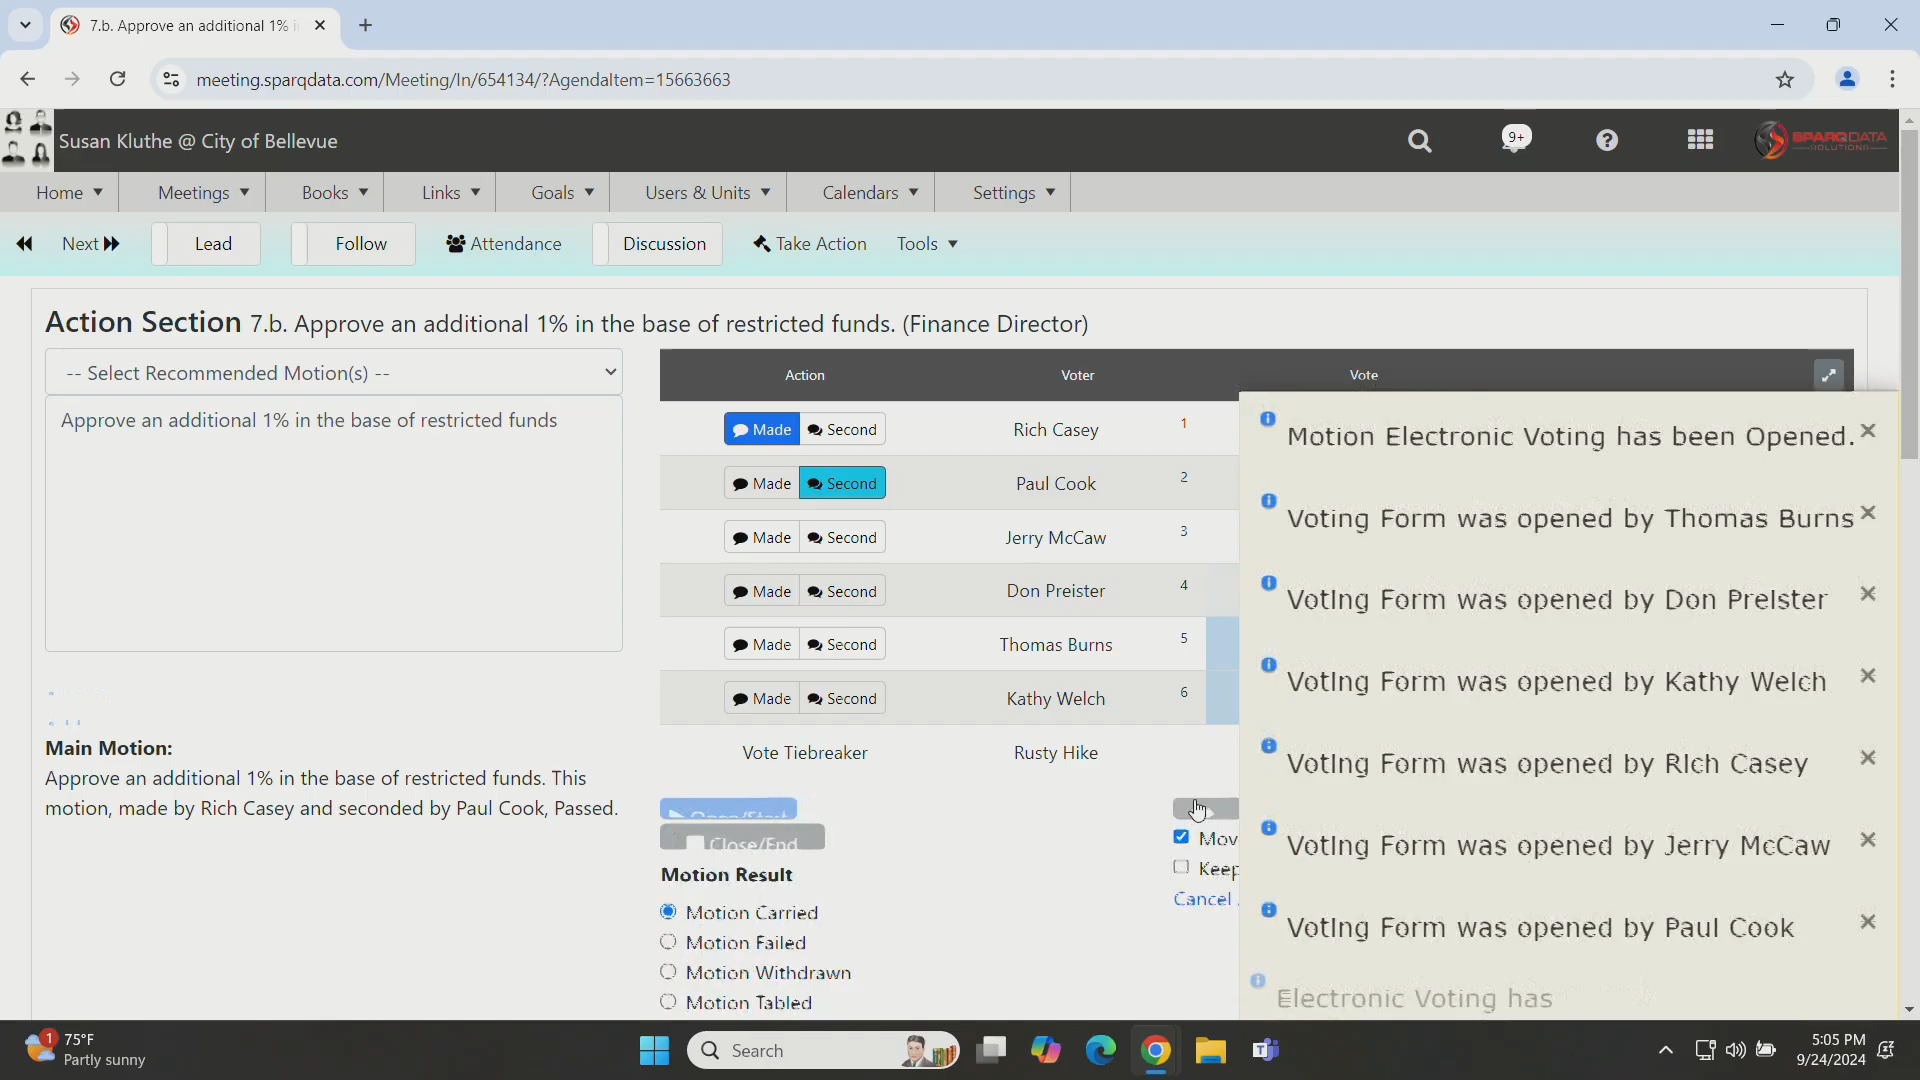 7.b. Approve an additional 1% i
meeting.sparqdata.com/Meeting/In/654134/?AgendaItem=15663663
Susan Kluthe @ City of Bellevue
9+
SPARQDATA
SOLUTIONS
Home
Meetings
Books
Links
Goals
Users & Units
Calendars
Settings
Next
Lead
Follow
Attendance
Discussion
Take Action
Tools
Action Section 7.b. Approve an additional 1% in the base of restricted funds. (Finance Director)
-- Select Recommended Motion(s) --
Approve an additional 1% in the base of restricted funds
Main Motion:
Approve an additional 1% in the base of restricted funds. This
motion, made by Rich Casey and seconded by Paul Cook, Passed.
Action Voter Vote
Made Second Rich Casey 1
Made Second Paul Cook 2
Made Second Jerry McCaw 3
Made Second Don Preister 4
Made Second Thomas Burns 5
Made Second Kathy Welch 6
Vote Tiebreaker Rusty Hike
Open/Start
Close/End
Motion Result
Motion Carried
Motion Failed
Motion Withdrawn
Motion Tabled
Mov
Keep
Cancel
Motion Electronic Voting has been Opened.
Voting Form was opened by Thomas Burns
Voting Form was opened by Don Preister
Voting Form was opened by Kathy Welch
Voting Form was opened by Rich Casey
Voting Form was opened by Jerry McCaw
Voting Form was opened by Paul Cook
Electronic Voting has
1
75°F
Partly sunny
Search
5:05 PM
9/24/2024